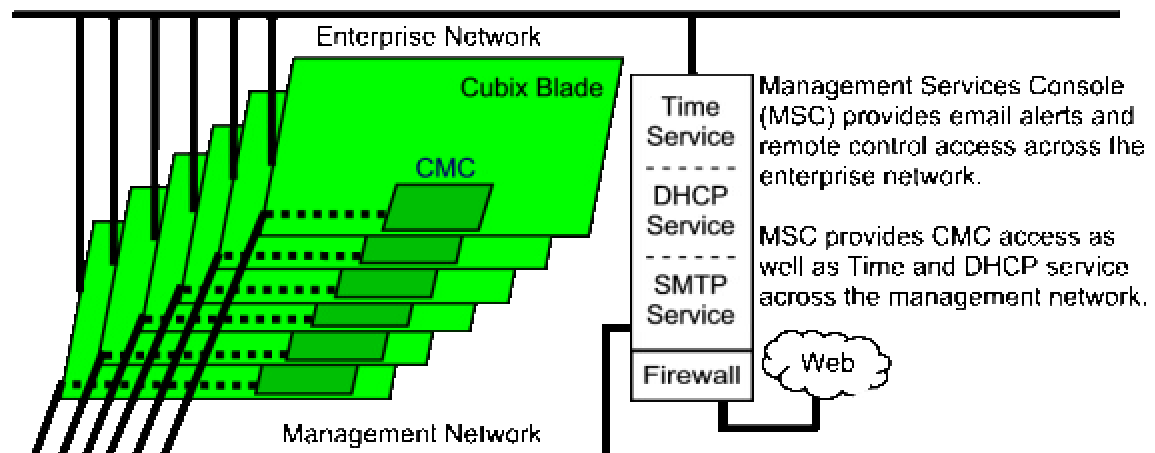 Enterprise Network
Cubix Blade
CMC
Time
Service
DHCP
Service
SMTP
Service
Firewall
Management Services Console
(MSC) provides email alerts and
remote control access across the
enterprise network.
MSC provides CMC access as
well as Time and DHCP service
across the management network.
Web
Management Network